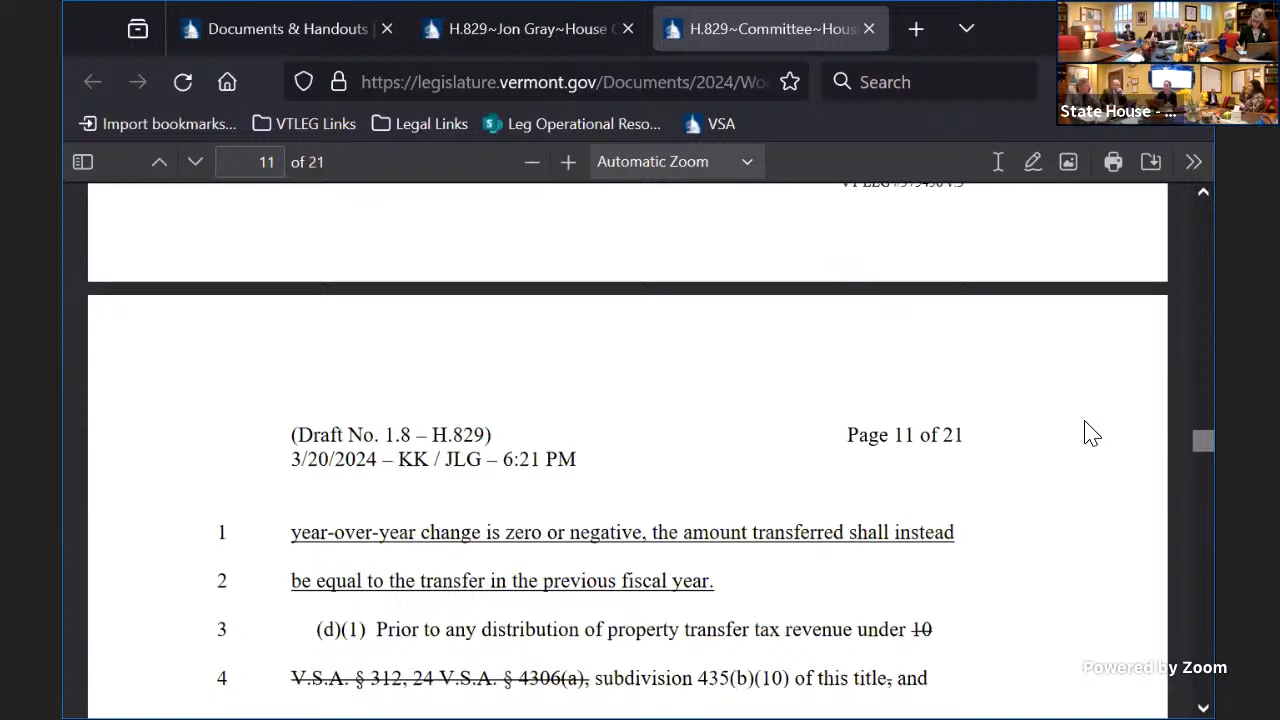 Documents & Handouts
H.829~Jon Gray~House
H.829~Committee~Hous
https://legislature.vermont.gov/Documents/2024/Wo
Search
Import bookmarks...
VTLEG Links
Legal Links
Leg Operational Reso...
VSA
State House - ...
11 of 21
Automatic Zoom
(Draft No. 1.8 – H.829)
Page 11 of 21
3/20/2024 – KK / JLG – 6:21 PM
1 year-over-year change is zero or negative, the amount transferred shall instead
2 be equal to the transfer in the previous fiscal year.
3 (d)(1) Prior to any distribution of property transfer tax revenue under 10
4 V.S.A. § 312, 24 V.S.A. § 4306(a), subdivision 435(b)(10) of this title, and
Powered by Zoom